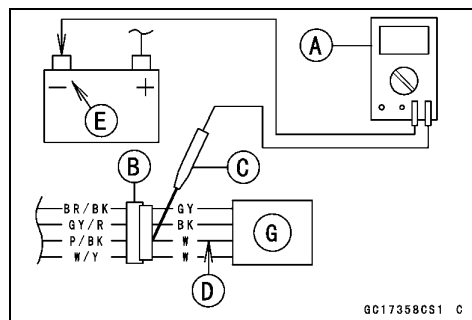 A
− +
E
B
C
BR/BK GY
GY/R BK
G
P/BK W
W/Y W
D
GC17358CS1 C